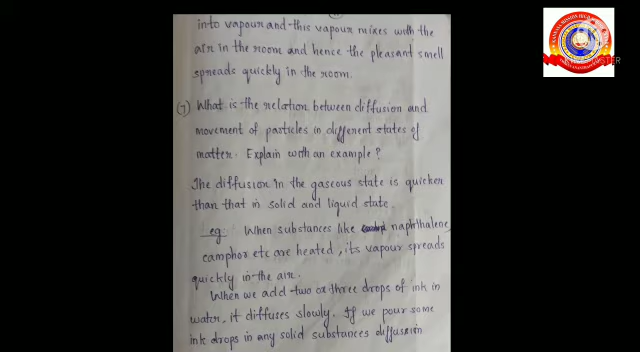 into vapour and this vapour mixes with the
air in the room and hence the pleasant smell
spreads quickly in the room.
(7) What is the relation between diffusion and
movement of particles in different states of
matter. Explain with an example?
The diffusion in the gaseous state is quicker
than that in solid and liquid state.
eg: When substances like naphthalene,
camphor etc are heated, its vapour spreads
quickly in the air.
When we add two or three drops of ink in
water, it diffuses slowly. If we pour some
ink drops in any solid substances diffussion